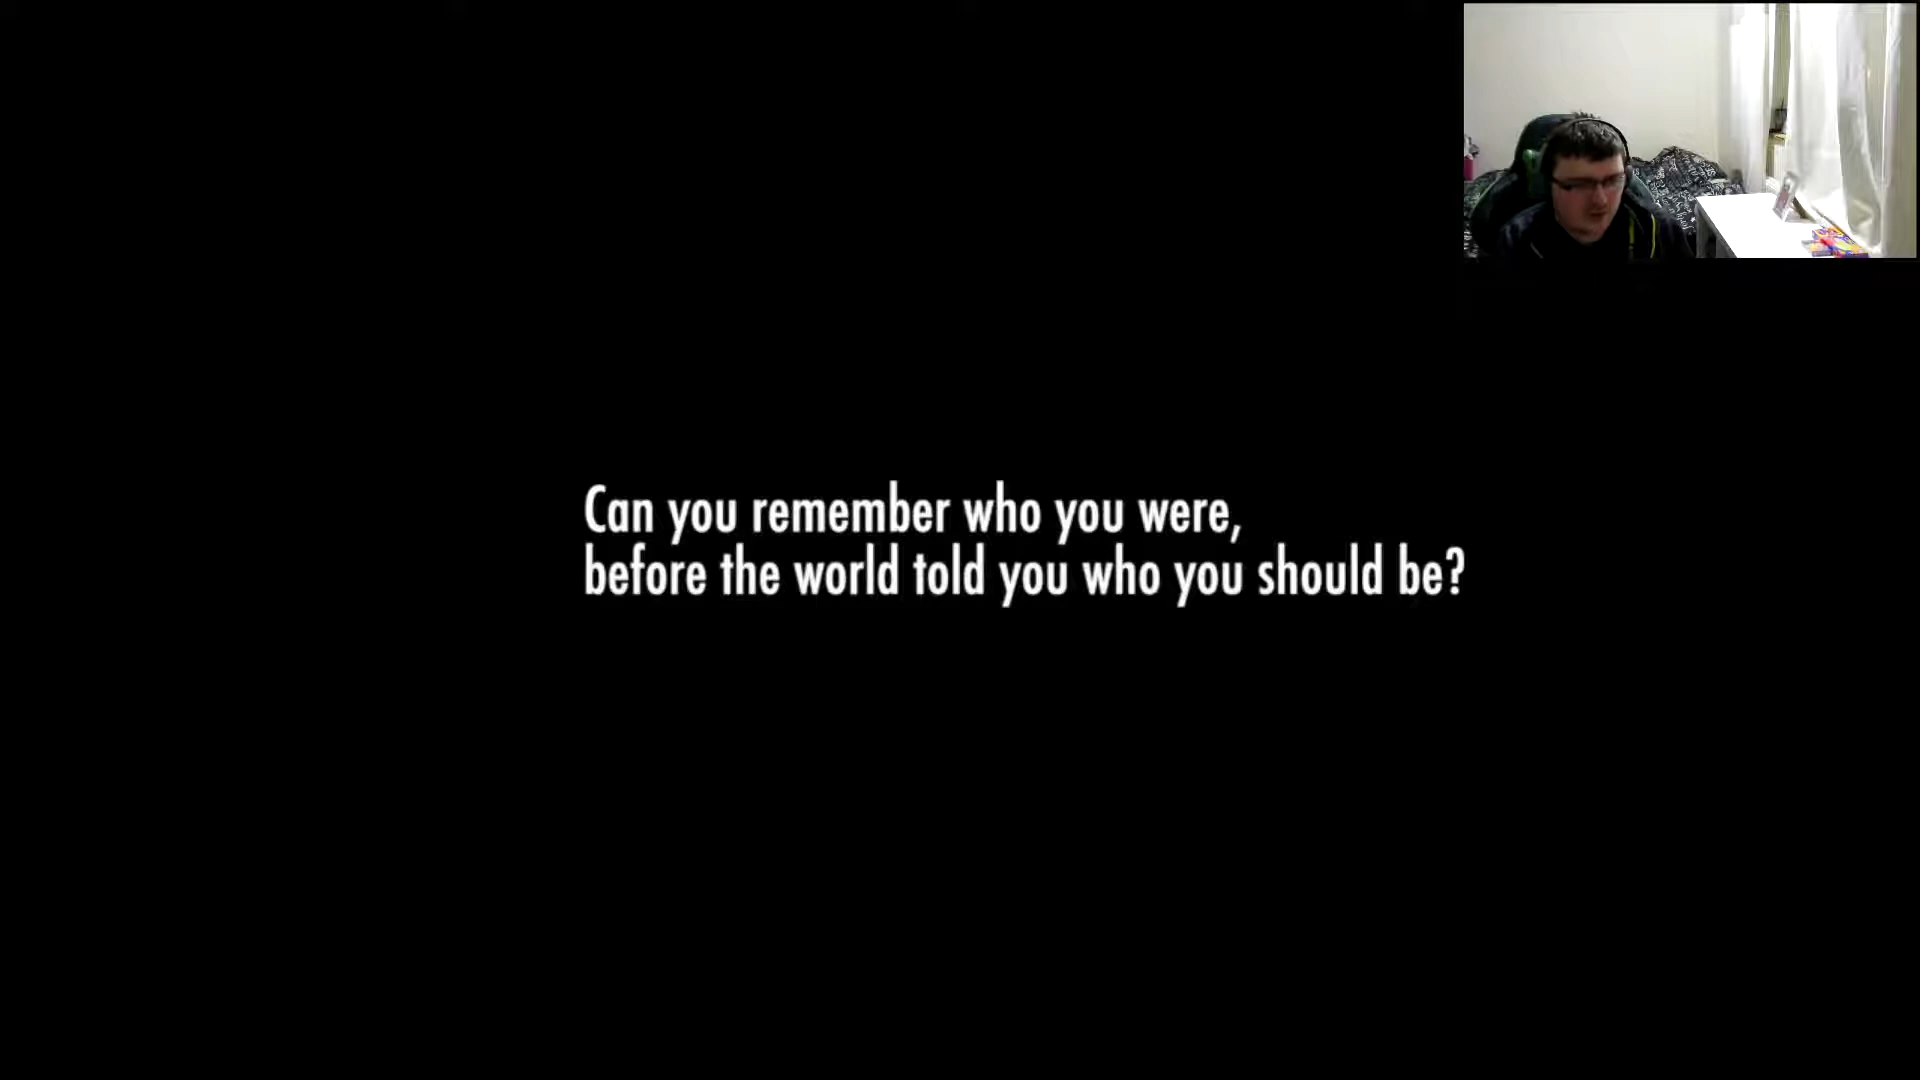 Can you remember who you were,
before the world told you who you should be?